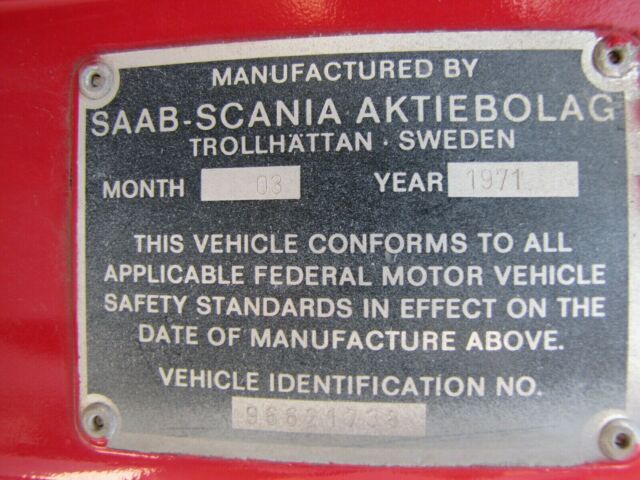 MANUFACTURED BY
SAAB-SCANIA AKTIEBOLAG
TROLLHÄTTAN · SWEDEN
MONTH 03 YEAR 1971
THIS VEHICLE CONFORMS TO ALL
APPLICABLE FEDERAL MOTOR VEHICLE
SAFETY STANDARDS IN EFFECT ON THE
DATE OF MANUFACTURE ABOVE.
VEHICLE IDENTIFICATION NO.